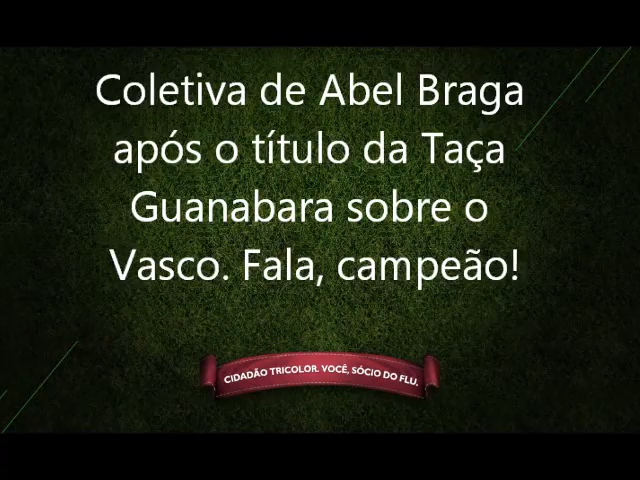 Coletiva de Abel Braga
após o título da Taça
Guanabara sobre o
Vasco. Fala, campeão!
CIDADÃO TRICOLOR. VOCÊ, SÓCIO DO FLU.